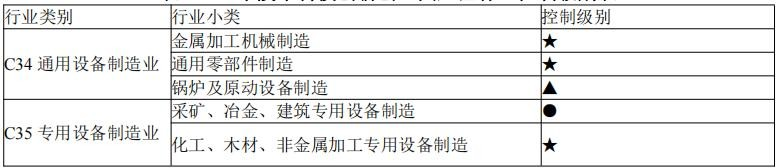 行业类别 行业小类 控制级别
C34 通用设备制造业 金属加工机械制造 ★
通用零部件制造 ★
锅炉及原动设备制造 ▲
C35 专用设备制造业 采矿、冶金、建筑专用设备制造 ●
化工、木材、非金属加工专用设备制造 ★